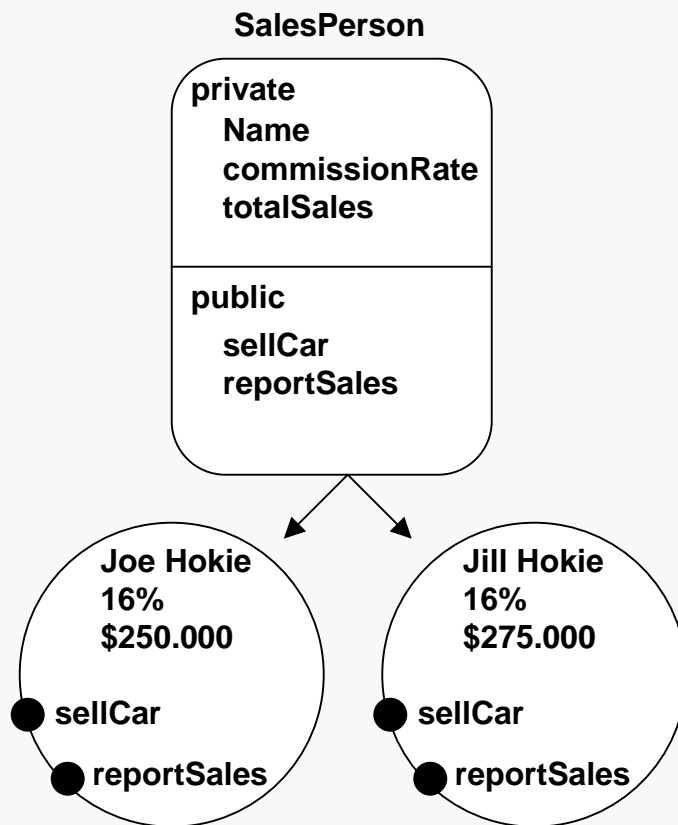 SalesPerson
private
Name
commissionRate
totalSales
public
sellCar
reportSales
Joe Hokie
16%
$250.000
sellCar
reportSales
Jill Hokie
16%
$275.000
sellCar
reportSales